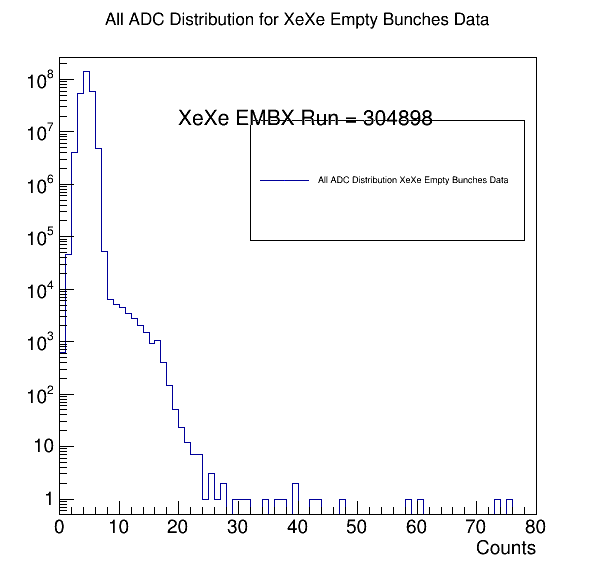 All ADC Distribution for XeXe Empty Bunches Data
10^8
XeXe EMBX Run = 304898
10^7
All ADC Distribution XeXe Empty Bunches Data
10^6
10^5
10^4
10^3
10^2
10
1
0 10 20 30 40 50 60 70 80
Counts